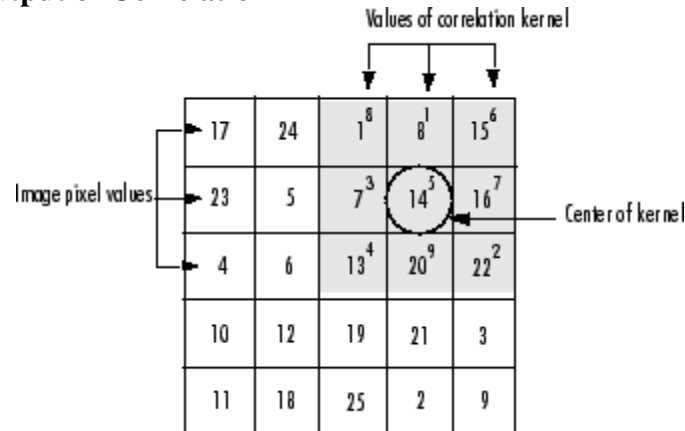 Values of correlation kernel
17 24 1 8 8 1 15 6
Image pixel values 23 5 7 3 14 5 16 7 Center of kernel
4 6 13 4 20 9 22 2
10 12 19 21 3
11 18 25 2 9